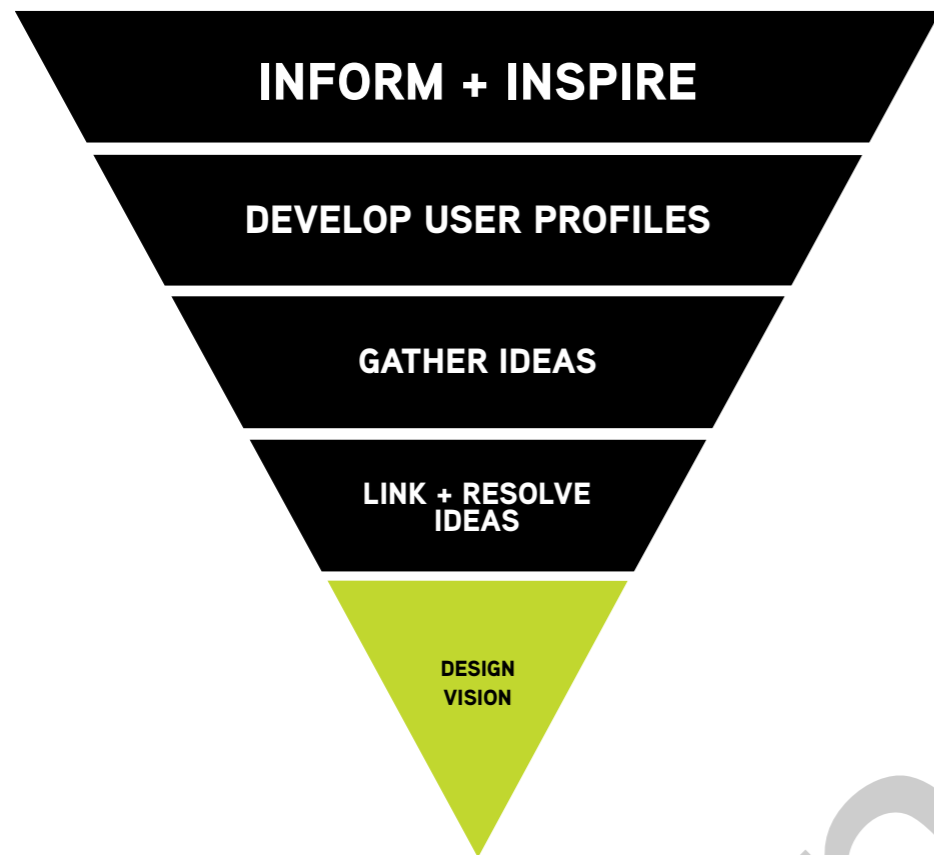 INFORM + INSPIRE
DEVELOP USER PROFILES
GATHER IDEAS
LINK + RESOLVE
IDEAS
DESIGN
VISION